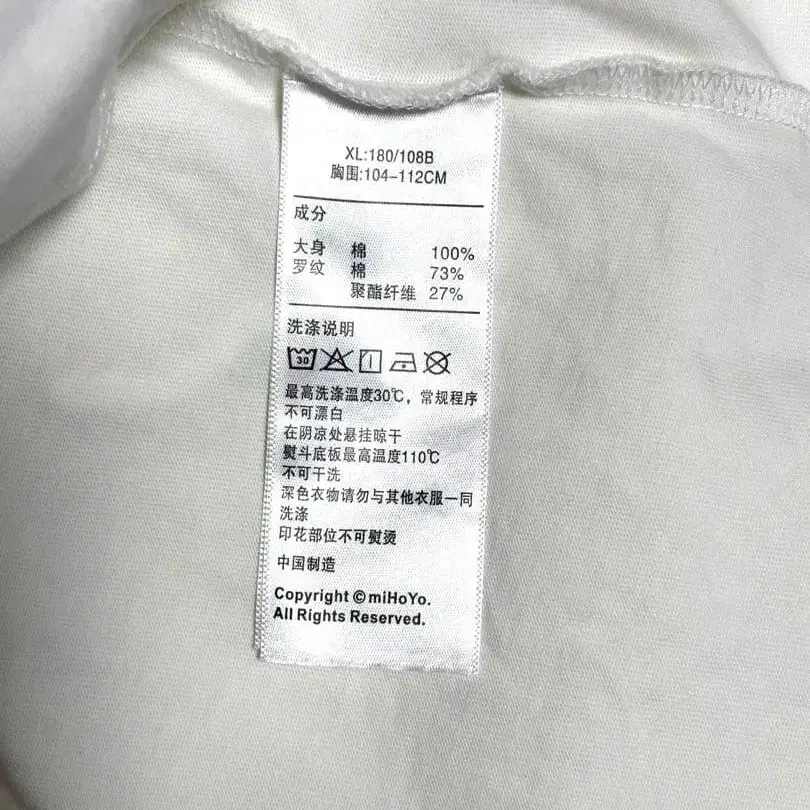 XL:180/108B
胸围:104-112CM
成分
大身 棉 100%
罗纹 棉 73%
聚酯纤维 27%
洗涤说明
30
最高洗涤温度30℃，常规程序
不可漂白
在阴凉处悬挂晾干
熨斗底板最高温度110℃
不可干洗
深色衣物请勿与其他衣服一同
洗涤
印花部位不可熨烫
中国制造
Copyright ©miHoYo.
All Rights Reserved.